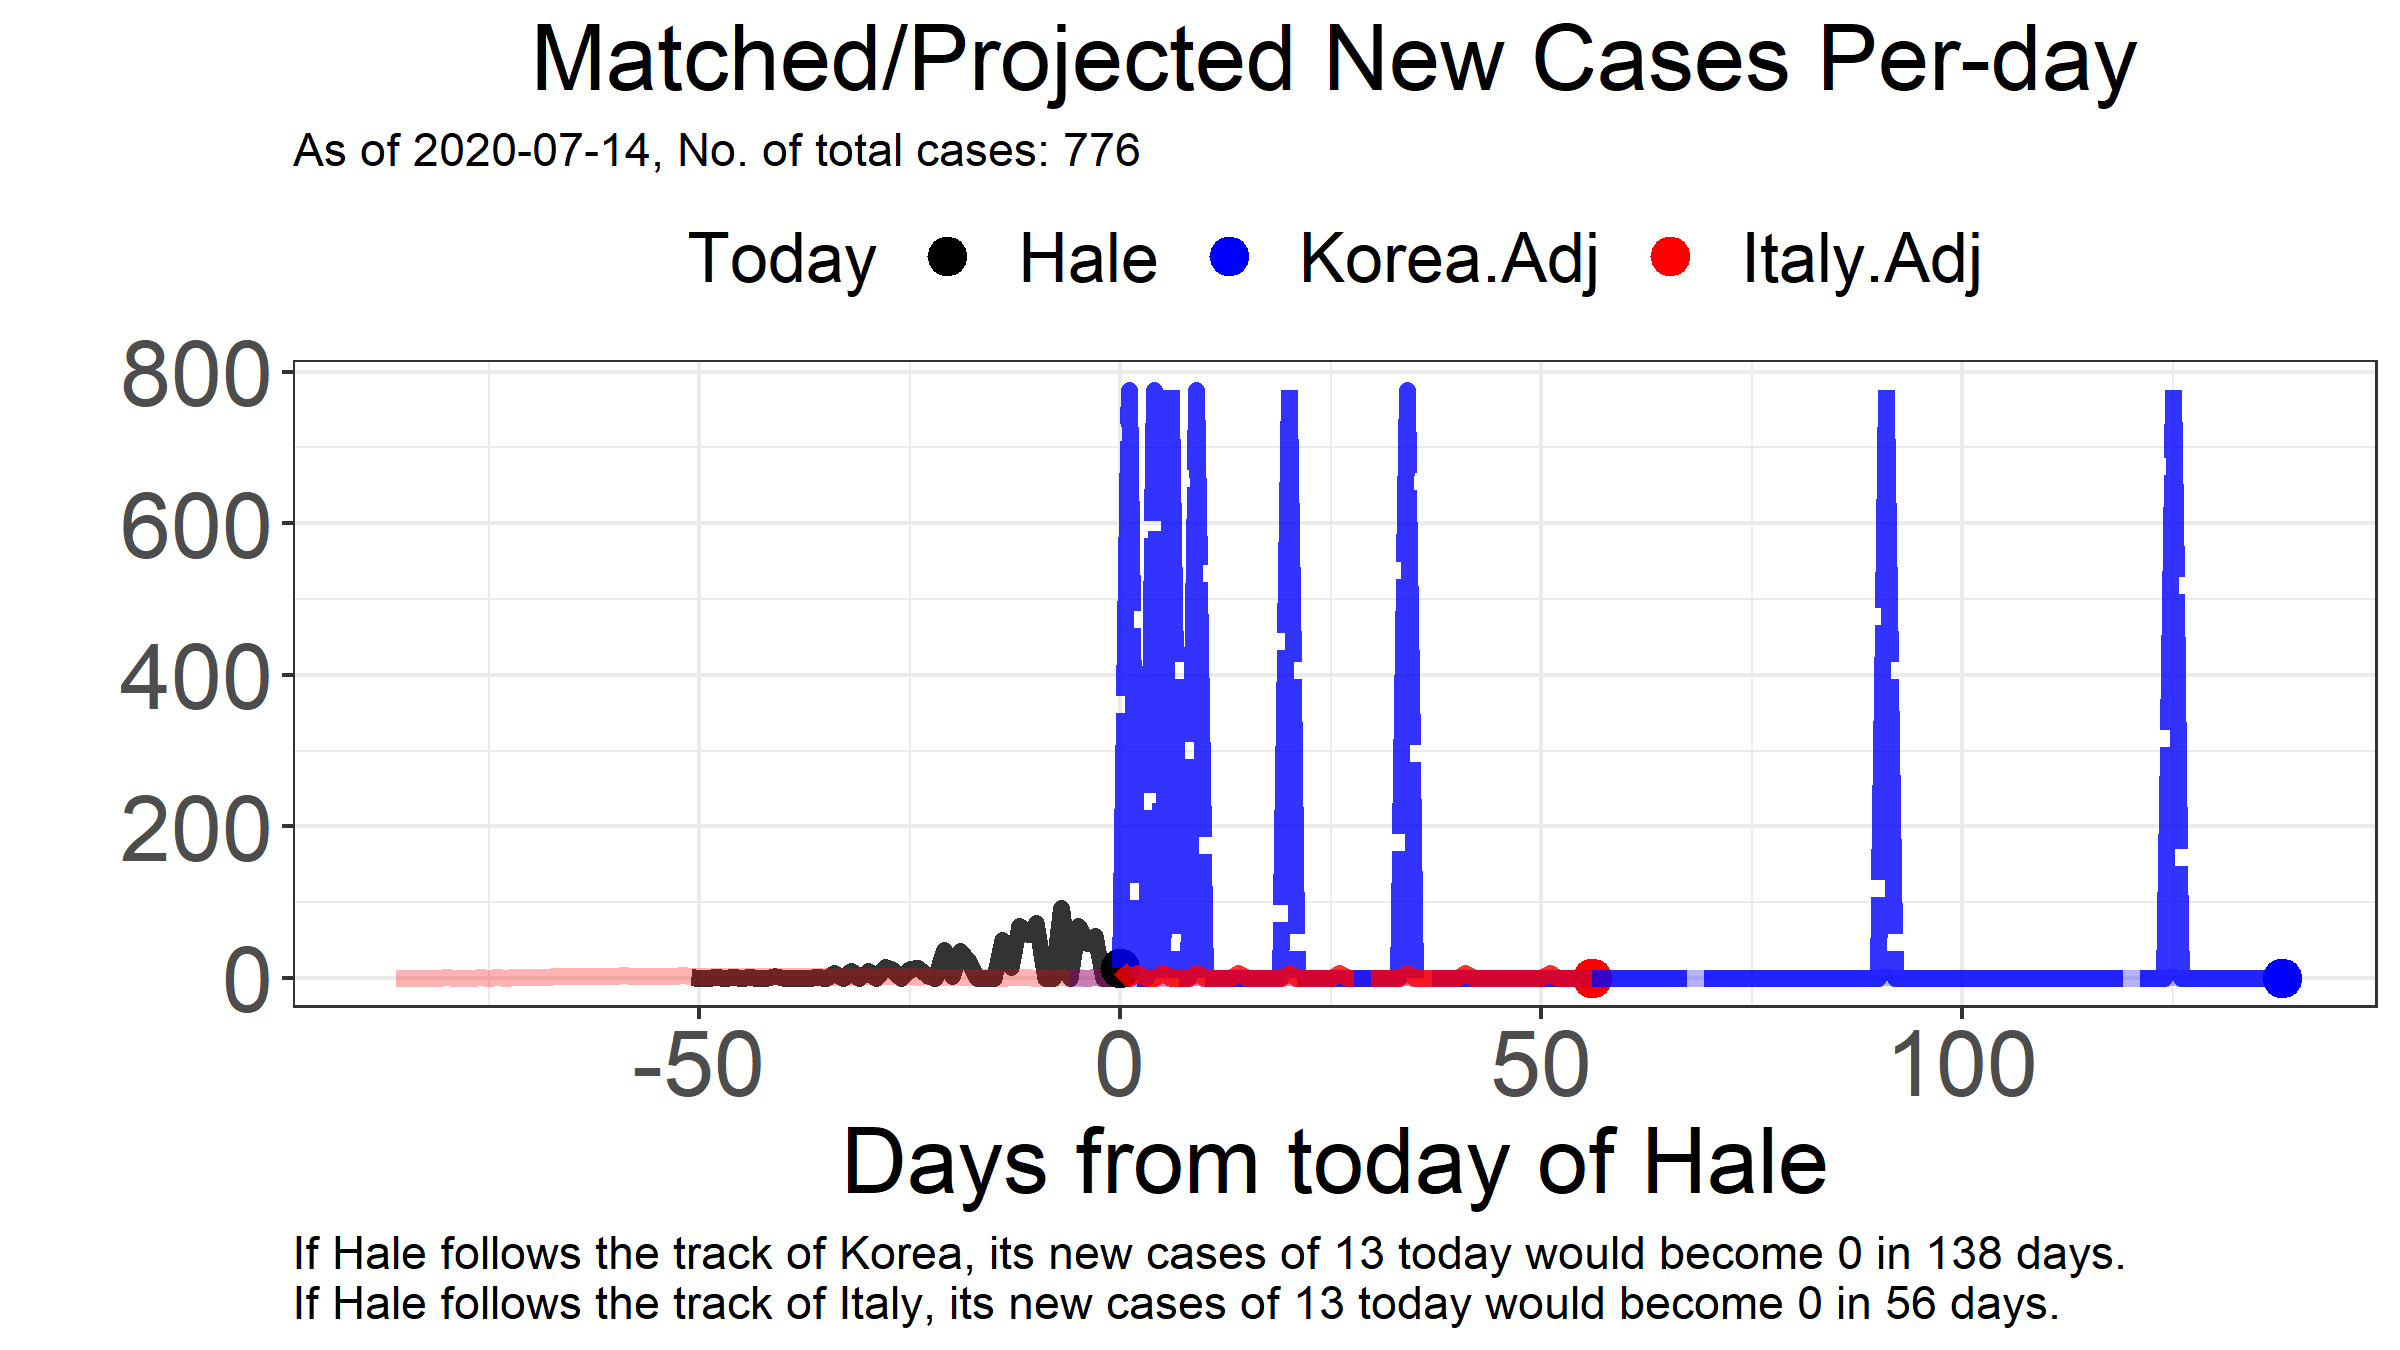 Matched/Projected New Cases Per-day
As of 2020-07-14, No. of total cases: 776
Today Hale Korea.Adj Italy.Adj
800
600
400
200
0
-50 0 50 100
Days from today of Hale
If Hale follows the track of Korea, its new cases of 13 today would become 0 in 138 days.
If Hale follows the track of Italy, its new cases of 13 today would become 0 in 56 days.